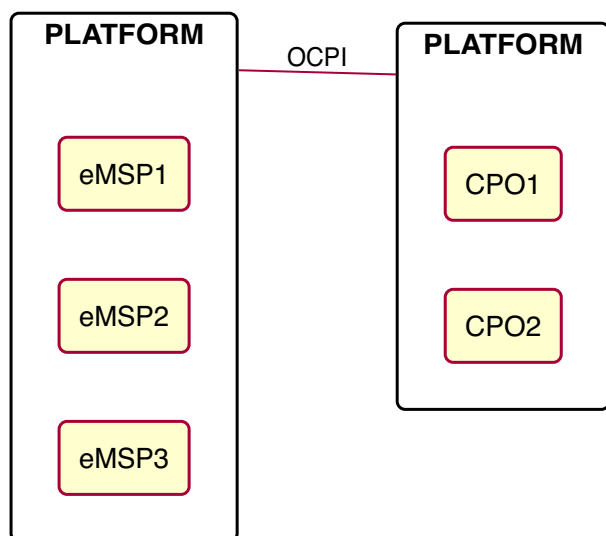 PLATFORM
eMSP1
eMSP2
eMSP3
OCPI
PLATFORM
CPO1
CPO2